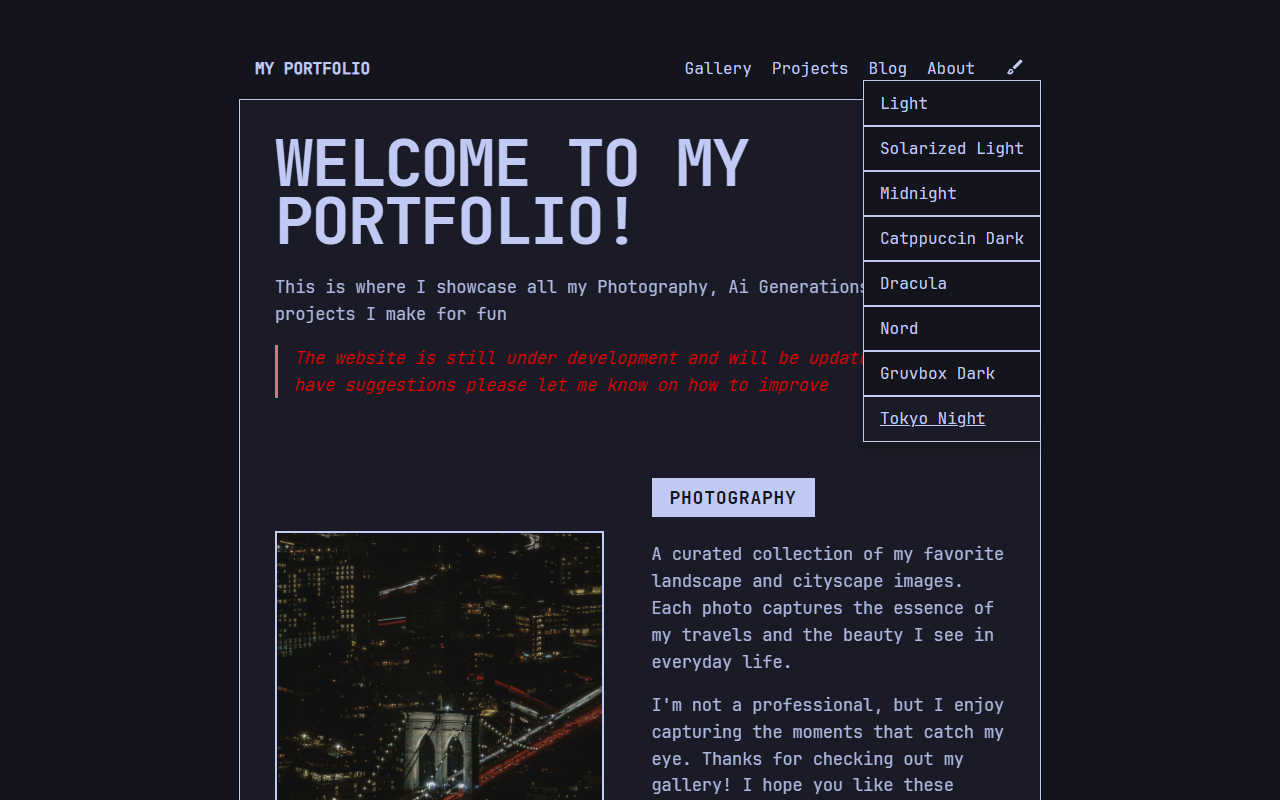 MY PORTFOLIO
Gallery Projects Blog About
Light
Solarized Light
Midnight
Catppuccin Dark
Dracula
Nord
Gruvbox Dark
Tokyo Night
WELCOME TO MY
PORTFOLIO!
This is where I showcase all my Photography, Ai Generations
projects I make for fun
The website is still under development and will be
have suggestions please let me know on how to improve
PHOTOGRAPHY
A curated collection of my favorite
landscape and cityscape images.
Each photo captures the essence of
my travels and the beauty I see in
everyday life.
I'm not a professional, but I enjoy
capturing the moments that catch my
eye. Thanks for checking out my
gallery! I hope you like these